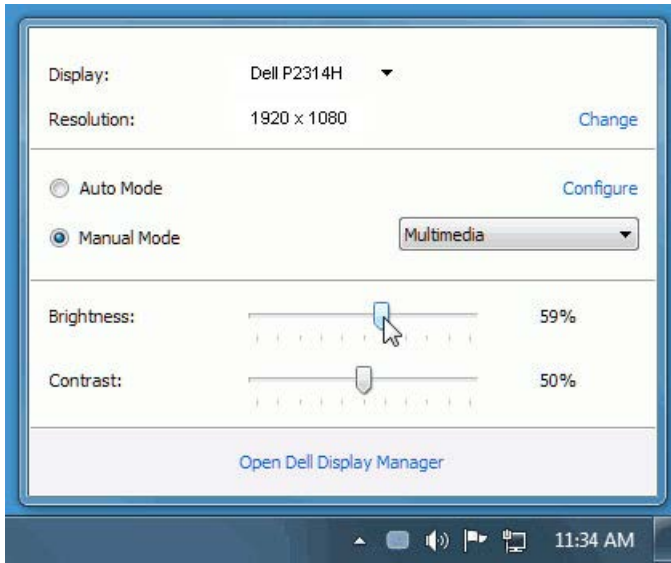 Display: Dell P2314H
Resolution: 1920 x 1080 Change
Auto Mode Configure
Manual Mode Multimedia
Brightness: 59%
Contrast: 50%
Open Dell Display Manager
11:34 AM